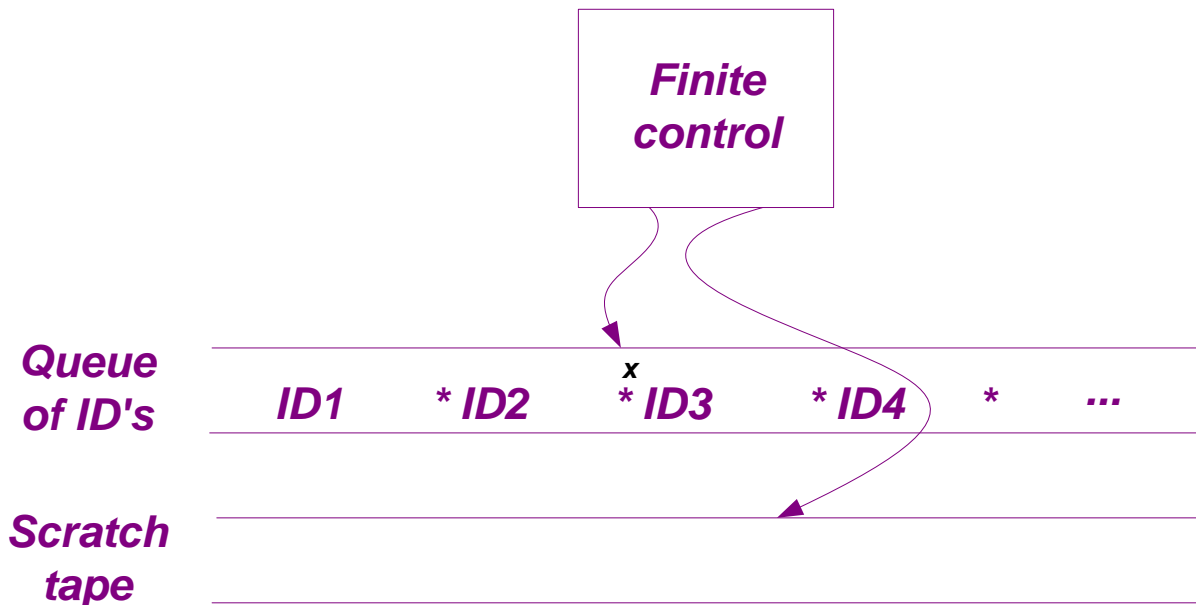 Finite
control
x
Queue
of ID's
ID1 * ID2 * ID3 * ID4 * ...
Scratch
tape